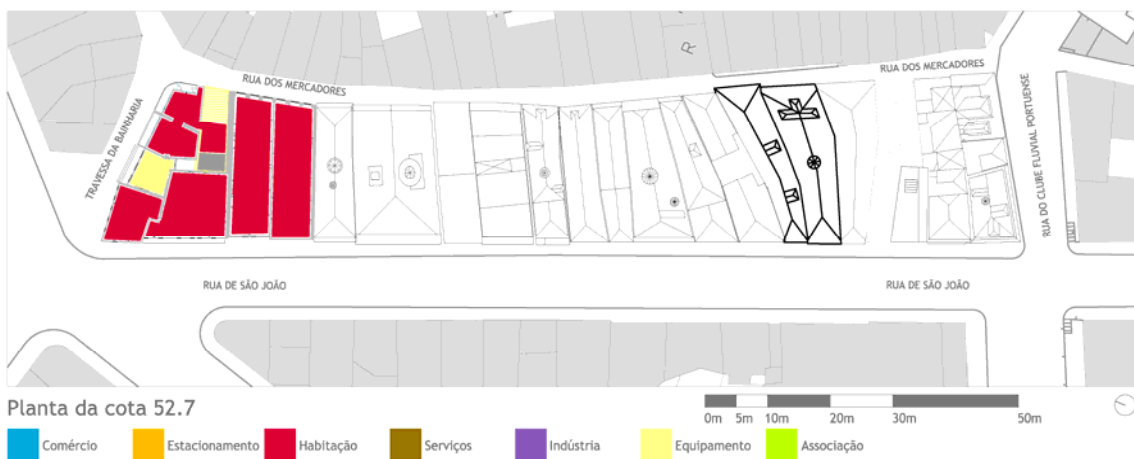 R
RUA DOS MERCADORES
RUA DOS MERCADORES
TRAVESSA DA BAINHARIA
RUA DO CLUBE FLUVIAL PORTUENSE
RUA DE SÃO JOÃO
RUA DE SÃO JOÃO
Planta da cota 52.7
0m 5m 10m 20m 30m 50m
Comércio Estacionamento Habitação Serviços Indústria Equipamento Associação